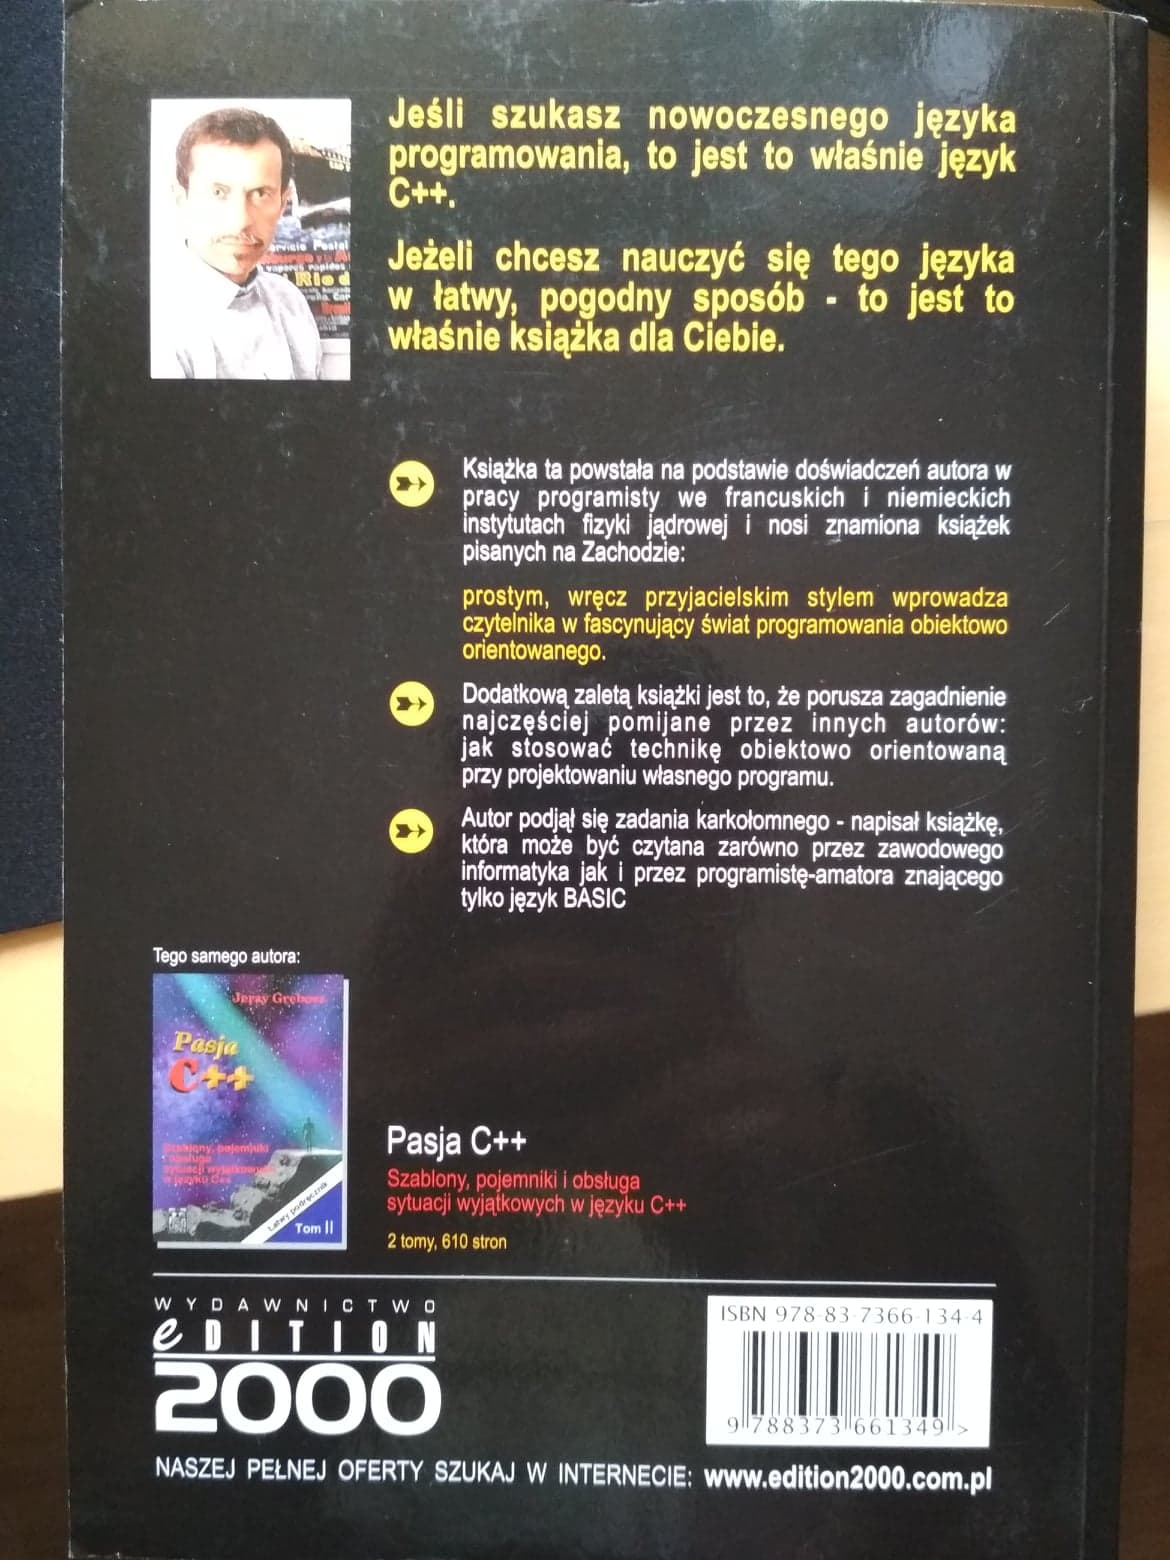 Jeśli szukasz nowoczesnego języka
programowania, to jest to właśnie język
C++.
Jeżeli chcesz nauczyć się tego języka
w łatwy, pogodny sposób - to jest to
właśnie książka dla Ciebie.
Książka ta powstała na podstawie doświadczeń autora w
pracy programisty we francuskich i niemieckich
instytutach fizyki jądrowej i nosi znamiona książek
pisanych na Zachodzie:
prostym, wręcz przyjacielskim stylem wprowadza
czytelnika w fascynujący świat programowania obiektowo
orientowanego.
Dodatkową zaletą książki jest to, że porusza zagadnienie
najczęściej pomijane przez innych autorów:
jak stosować technikę obiektowo orientowaną
przy projektowaniu własnego programu.
Autor podjął się zadania karkołomnego - napisał książkę,
która może być czytana zarówno przez zawodowego
informatyka jak i przez programistę-amatora znającego
tylko język BASIC
Tego samego autora:
Jerzy Grębosz
Pasja
C++
Szablony, pojemniki
i obsługa
sytuacji wyjątkowych
w języku C++
Łatwy podręcznik
Tom II
Pasja C++
Szablony, pojemniki i obsługa
sytuacji wyjątkowych w języku C++
2 tomy, 610 stron
WYDAWNICTWO
eDITION
2000
ISBN 978-83-7366-134-4
9 788373 661349 >
NASZEJ PEŁNEJ OFERTY SZUKAJ W INTERNECIE: www.edition2000.com.pl